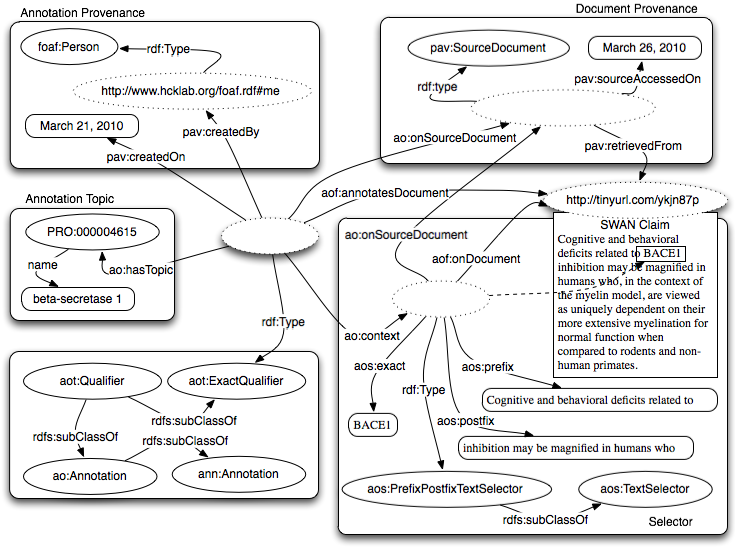 Annotation Provenance
Document Provenance
foaf:Person
rdf:Type
http://www.hcklab.org/foaf.rdf#me
March 21, 2010
pav:createdBy
pav:createdOn
pav:SourceDocument
March 26, 2010
rdf:type
pav:sourceAccessedOn
ao:onSourceDocument
pav:retrievedFrom
Annotation Topic
PRO:000004615
name
ao:hasTopic
beta-secretase 1
aof:annotatesDocument
http://tinyurl.com/ykjn87p
ao:onSourceDocument
aof:onDocument
SWAN Claim
Cognitive and behavioral
deficits related to BACE1
inhibition may be magnified in
humans who, in the context of
the myelin model, are viewed
as uniquely dependent on their
more extensive myelination for
normal function when
compared to rodents and non-
human primates.
rdf:Type
ao:context
aos:exact
rdf:Type
aos:prefix
aos:postfix
BACE1
Cognitive and behavioral deficits related to
inhibition may be magnified in humans who
aot:Qualifier
aot:ExactQualifier
rdfs:subClassOf
rdfs:subClassOf
rdfs:subClassOf
ao:Annotation
ann:Annotation
aos:PrefixPostfixTextSelector
aos:TextSelector
rdfs:subClassOf
Selector